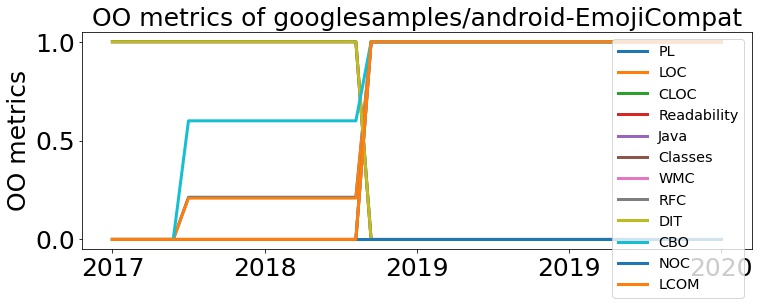 OO metrics of googlesamples/android-EmojiCompat
OO metrics
1.0
0.5
0.0
2017
2018
2019
2019
2020
PL
LOC
CLOC
Readability
Java
Classes
WMC
RFC
DIT
CBO
NOC
LCOM